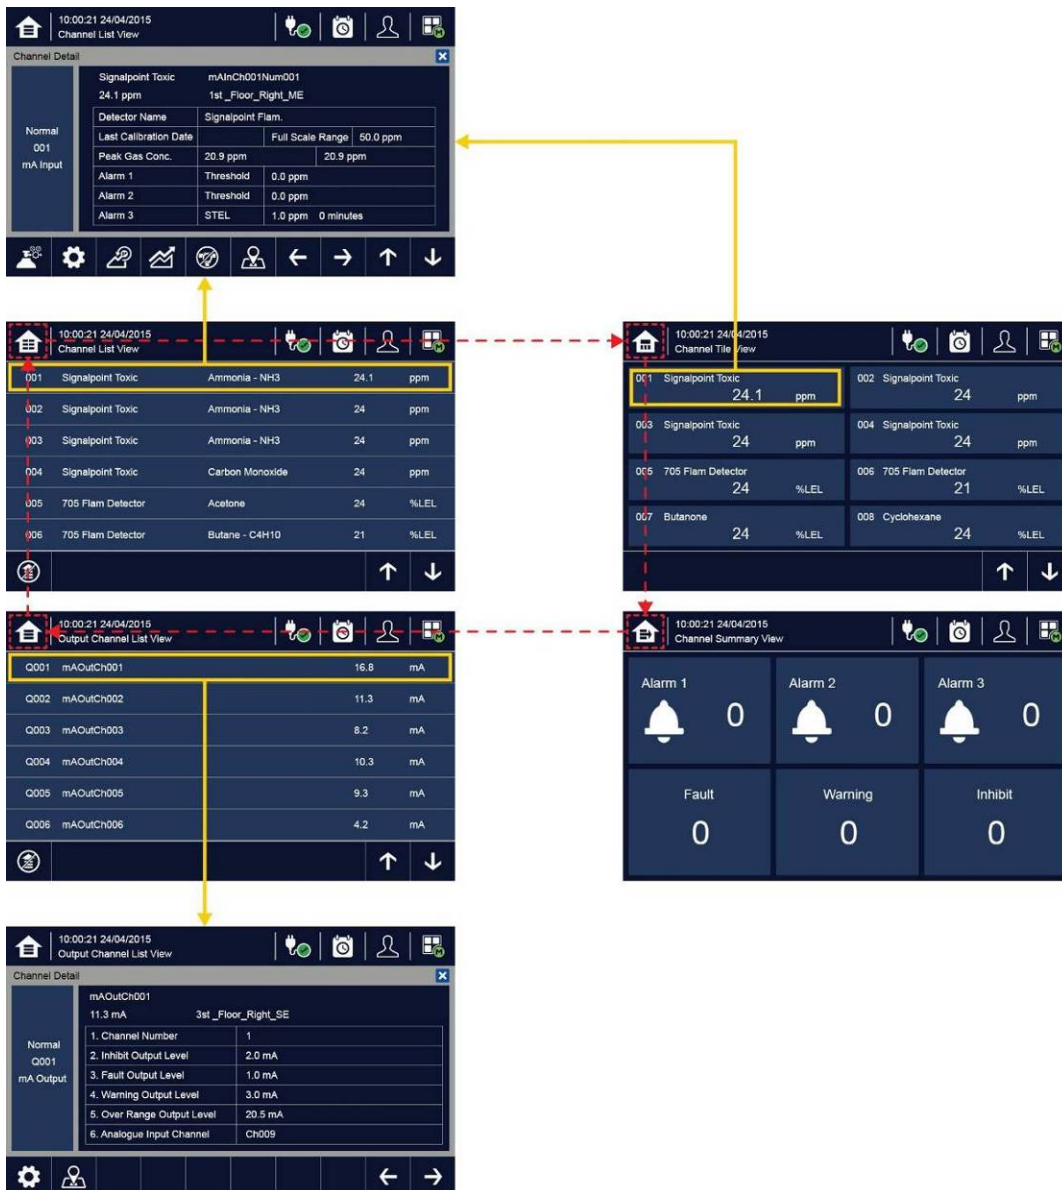 10:00:21 24/04/2015
Channel List View
Channel Detail
Normal
001
mA Input
Signalpoint Toxic mAInCh001Num001
24.1 ppm 1st _Floor_Right_ME
Detector Name Signalpoint Flam.
Last Calibration Date Full Scale Range 50.0 ppm
Peak Gas Conc. 20.9 ppm 20.9 ppm
Alarm 1 Threshold 0.0 ppm
Alarm 2 Threshold 0.0 ppm
Alarm 3 STEL 1.0 ppm 0 minutes
10:00:21 24/04/2015
Channel List View
001 Signalpoint Toxic Ammonia - NH3 24.1 ppm
002 Signalpoint Toxic Ammonia - NH3 24 ppm
003 Signalpoint Toxic Ammonia - NH3 24 ppm
004 Signalpoint Toxic Carbon Monoxide 24 ppm
005 705 Flam Detector Acetone 24 %LEL
006 705 Flam Detector Butane - C4H10 21 %LEL
10:00:21 24/04/2015
Channel Tile View
001 Signalpoint Toxic
24.1 ppm
002 Signalpoint Toxic
24 ppm
003 Signalpoint Toxic
24 ppm
004 Signalpoint Toxic
24 ppm
005 705 Flam Detector
24 %LEL
006 705 Flam Detector
21 %LEL
007 Butanone
24 %LEL
008 Cyclohexane
24 %LEL
10:00:21 24/04/2015
Output Channel List View
Q001 mAOutCh001 16.8 mA
Q002 mAOutCh002 11.3 mA
Q003 mAOutCh003 8.2 mA
Q004 mAOutCh004 10.3 mA
Q005 mAOutCh005 9.3 mA
Q006 mAOutCh006 4.2 mA
10:00:21 24/04/2015
Channel Summary View
Alarm 1
0
Alarm 2
0
Alarm 3
0
Fault
0
Warning
0
Inhibit
0
10:00:21 24/04/2015
Output Channel List View
Channel Detail
Normal
Q001
mA Output
mAOutCh001
11.3 mA 3st _Floor_Right_SE
1. Channel Number 1
2. Inhibit Output Level 2.0 mA
3. Fault Output Level 1.0 mA
4. Warning Output Level 3.0 mA
5. Over Range Output Level 20.5 mA
6. Analogue Input Channel Ch009